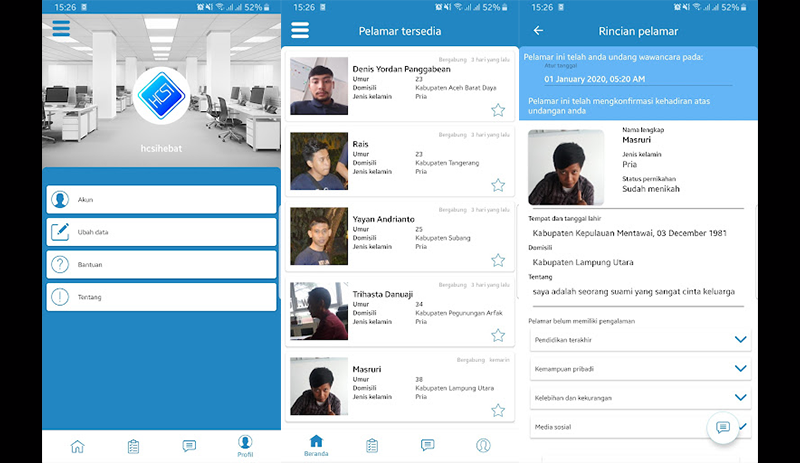 15:26
52%
HCSI
hcsihebat
Akun
Ubah data
Bantuan
Tentang
Profil
15:26
52%
Pelamar tersedia
Bergabung 3 hari yang lalu
Denis Yordan Panggabean
Umur 23
Domisili Kabupaten Aceh Barat Daya
Jenis kelamin Pria
Bergabung 3 hari yang lalu
Rais
Umur 23
Domisili Kabupaten Tangerang
Jenis kelamin Pria
Bergabung 3 hari yang lalu
Yayan Andrianto
Umur 25
Domisili Kabupaten Subang
Jenis kelamin Pria
Bergabung 3 hari yang lalu
Trihasta Danuaji
Umur 34
Domisili Kabupaten Pegunungan Arfak
Jenis kelamin Pria
Bergabung kemarin
Masruri
Umur 38
Domisili Kabupaten Lampung Utara
Jenis kelamin Pria
Beranda
15:26
52%
Rincian pelamar
Pelamar ini telah anda undang wawancara pada:
Atur tanggal
01 January 2020, 05:20 AM
Pelamar ini telah mengkonfirmasi kehadiran atas
undangan anda
Nama lengkap
Masruri
Jenis kelamin
Pria
Status pernikahan
Sudah menikah
Tempat dan tanggal lahir
Kabupaten Kepulauan Mentawai, 03 December 1981
Domisili
Kabupaten Lampung Utara
Tentang
saya adalah seorang suami yang sangat cinta keluarga
Pelamar belum memiliki pengalaman
Pendidikan terakhir
Kemampuan pribadi
Kelebihan dan kekurangan
Media sosial